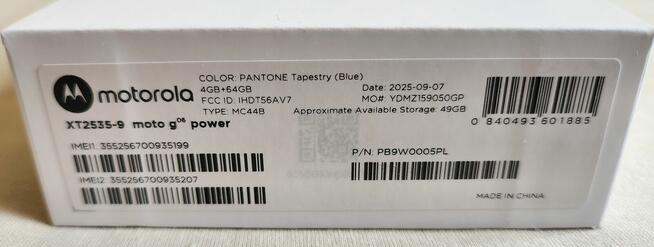 COLOR: PANTONE Tapestry (Blue)
motorola
4GB+64GB
Date: 2025-09-07
FCC ID: IHDT56AV7
MO#: YDMZ159050GP
TYPE: MC44B
Approximate Available Storage: 49GB
0 840493 601885
XT2535-9 moto g06 power
IMEI1: 355256700935199
P/N: PB9W0005PL
IMEI2: 355256700935207
MADE IN CHINA